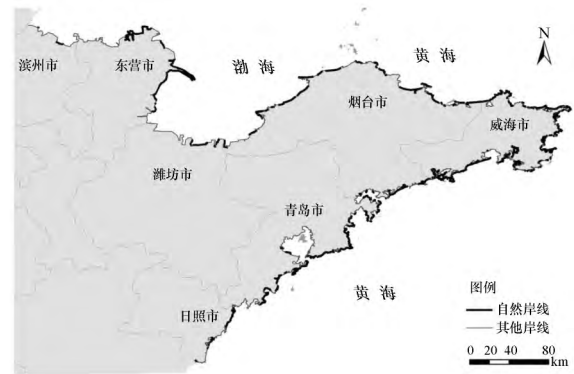 N
黄 海
渤 海
滨州市
东营市
烟台市
威海市
潍坊市
青岛市
黄 海
日照市
图例
自然岸线
其他岸线
0 20 40 80
km